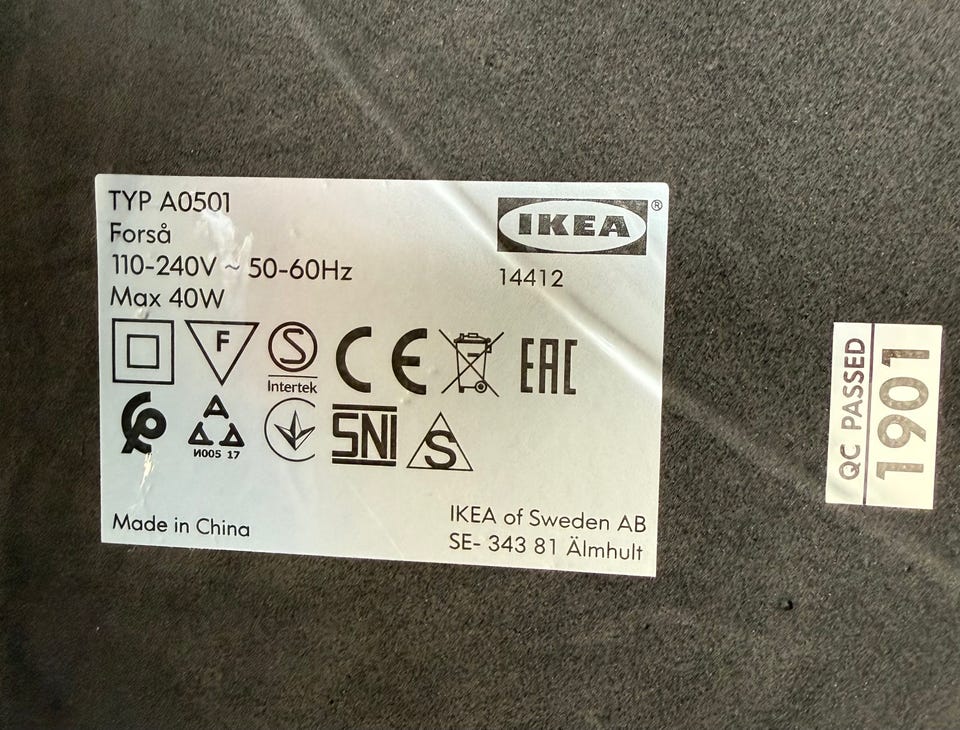 TYP A0501
Forså
110-240V ~ 50-60Hz
Max 40W
IKEA ®
14412
F
S
Intertek
CE
EAC
И005 17
SNI
S
Made in China
IKEA of Sweden AB
SE- 343 81 Älmhult
QC PASSED
1901